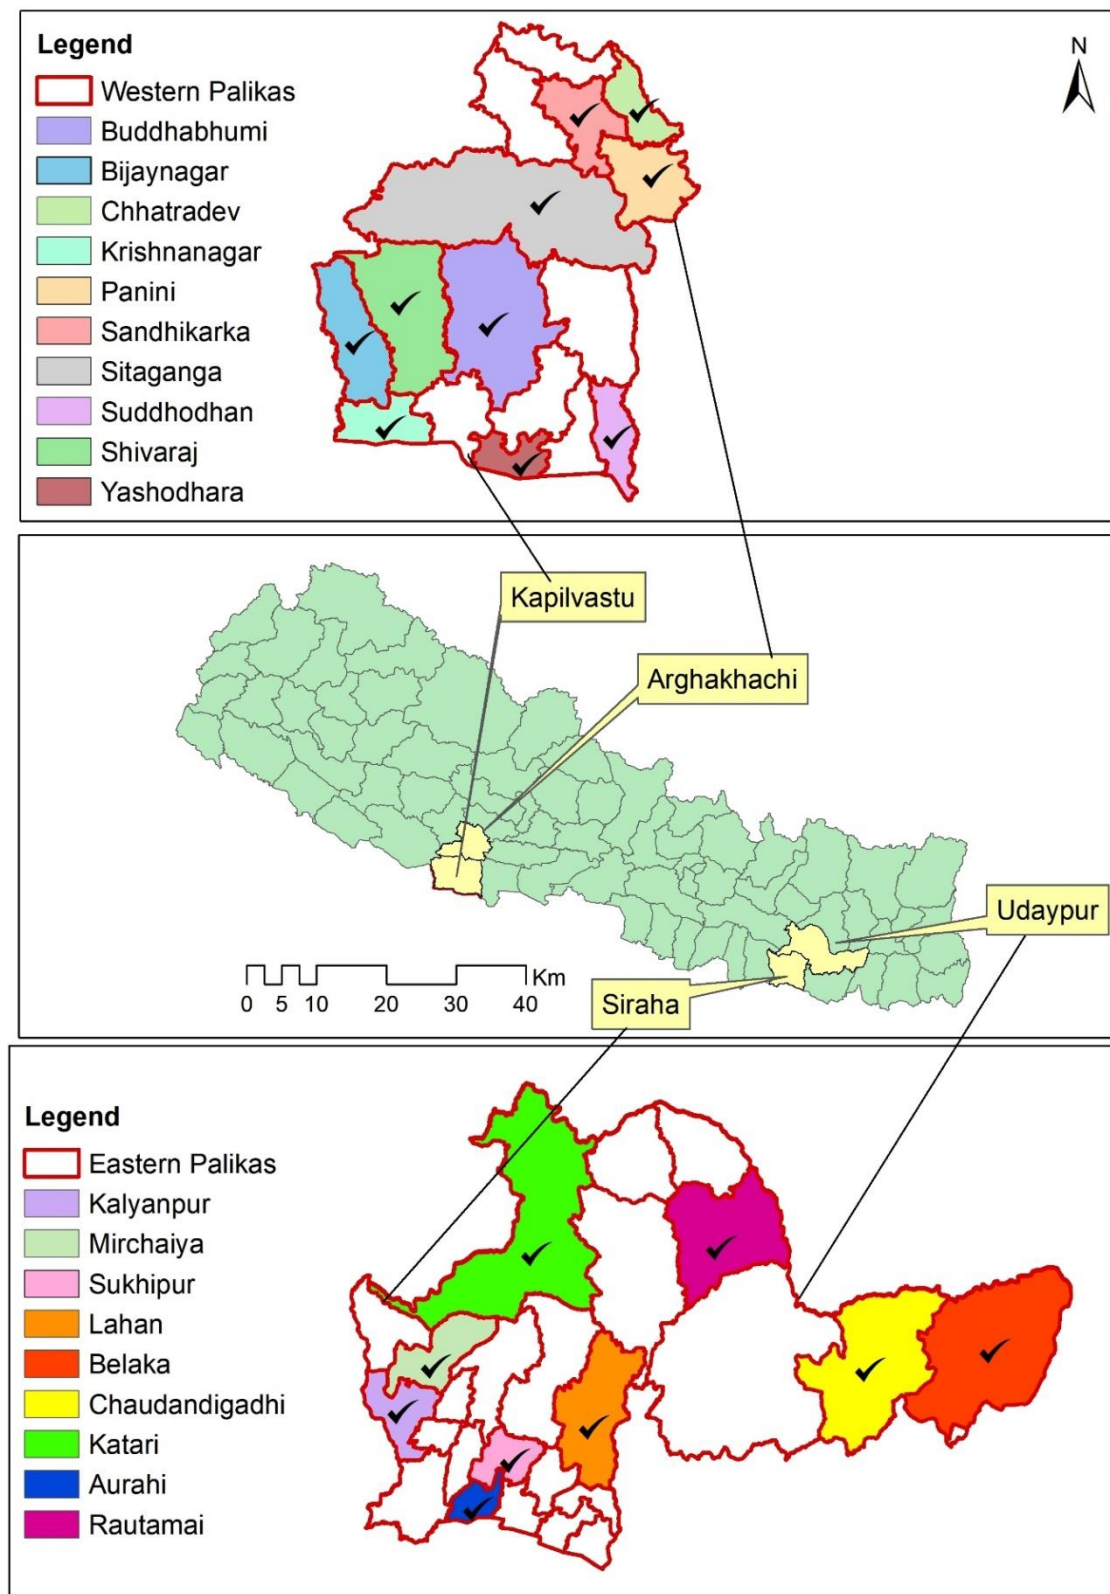 Legend
N
Western Palikas
Buddhabhumi
Bijaynagar
Chhatradev
Krishnanagar
Panini
Sandhikarka
Sitaganga
Suddhodhan
Shivaraj
Yashodhara
Kapilvastu
Arghakhachi
Udaypur
Siraha
Km
0 5 10 20 30 40
Legend
Eastern Palikas
Kalyanpur
Mirchaiya
Sukhipur
Lahan
Belaka
Chaudandigadhi
Katari
Aurahi
Rautamai